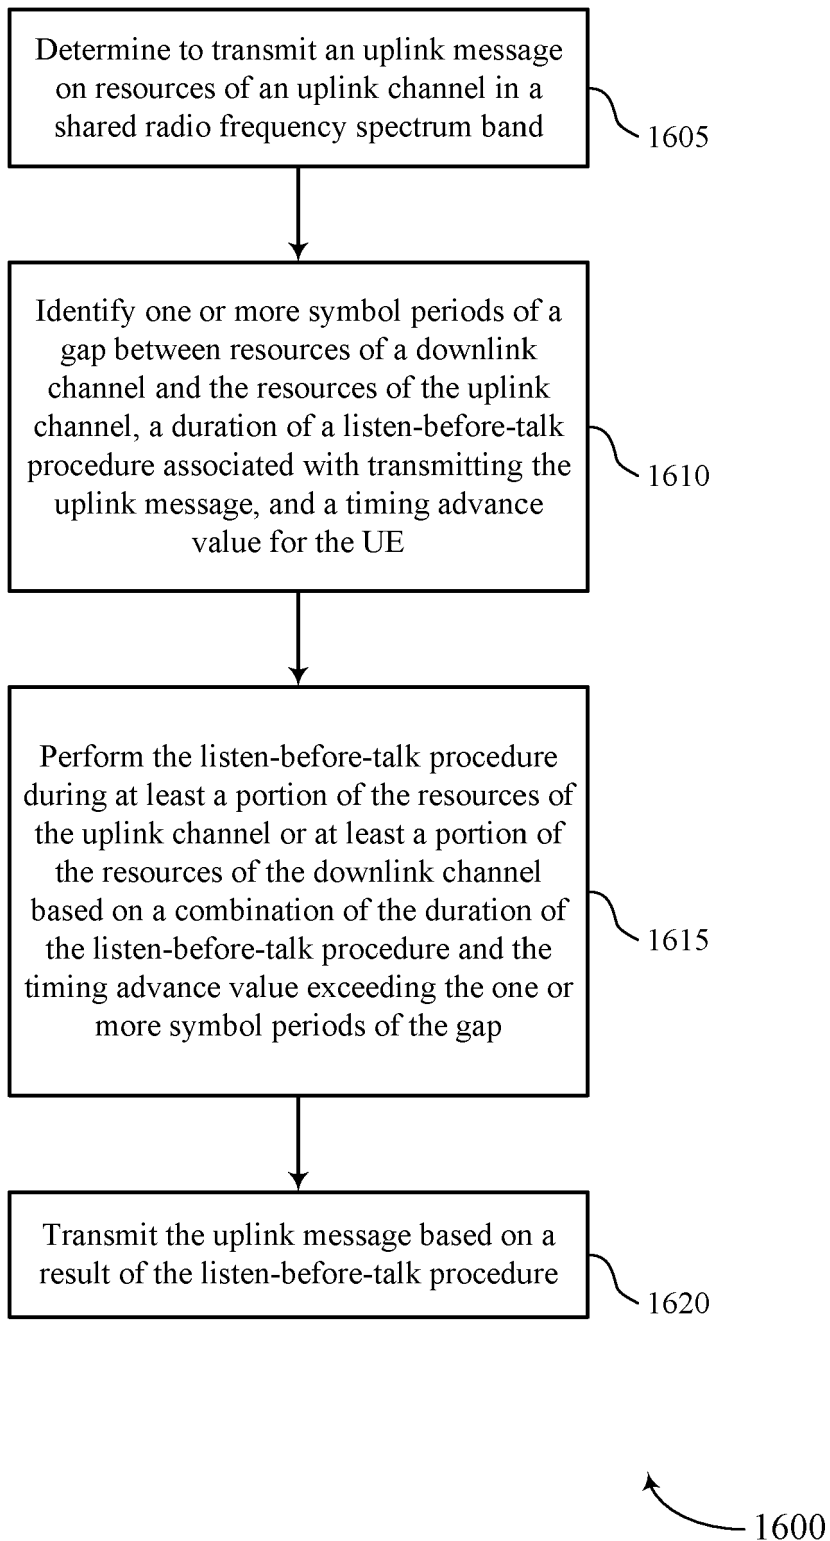 Determine to transmit an uplink message
on resources of an uplink channel in a
shared radio frequency spectrum band
1605
Identify one or more symbol periods of a
gap between resources of a downlink
channel and the resources of the uplink
channel, a duration of a listen-before-talk
procedure associated with transmitting the
uplink message, and a timing advance
value for the UE
1610
Perform the listen-before-talk procedure
during at least a portion of the resources of
the uplink channel or at least a portion of
the resources of the downlink channel
based on a combination of the duration of
the listen-before-talk procedure and the
timing advance value exceeding the one or
more symbol periods of the gap
1615
Transmit the uplink message based on a
result of the listen-before-talk procedure
1620
1600